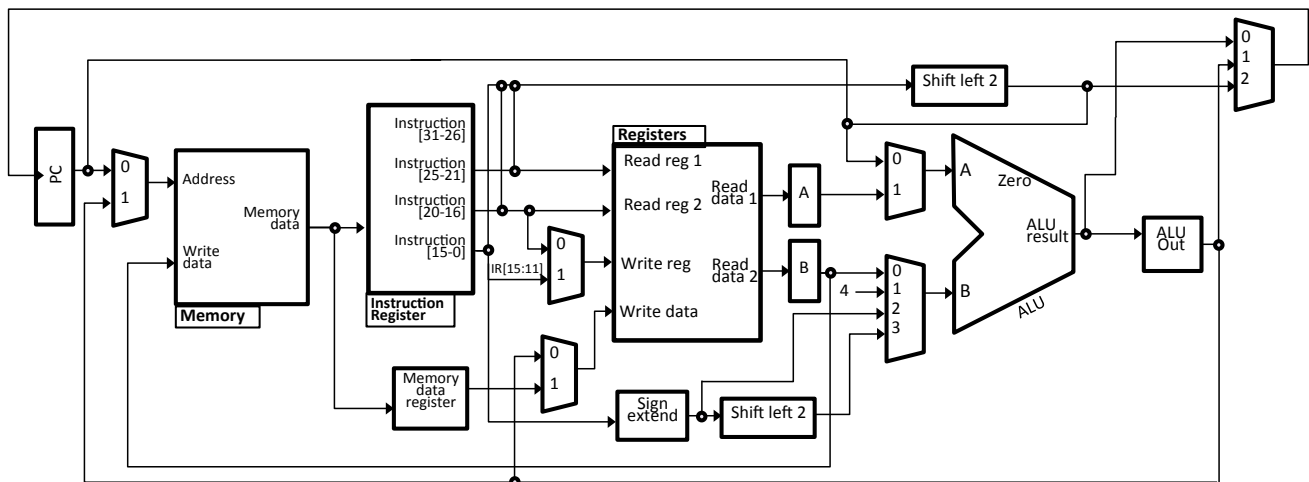 PC
0
1
Address
Memory
data
Write
data
Memory
Instruction
[31-26]
Instruction
[25-21]
Instruction
[20-16]
Instruction
[15-0]
Instruction
Register
IR[15:11]
0
1
Memory
data
register
0
1
Registers
Read reg 1
Read reg 2
Write reg
Write data
Read
data 1
Read
data 2
A
B
Sign
extend
Shift left 2
Shift left 2
0
1
4
0
1
2
3
A
B
Zero
ALU
result
ALU
ALU
Out
0
1
2